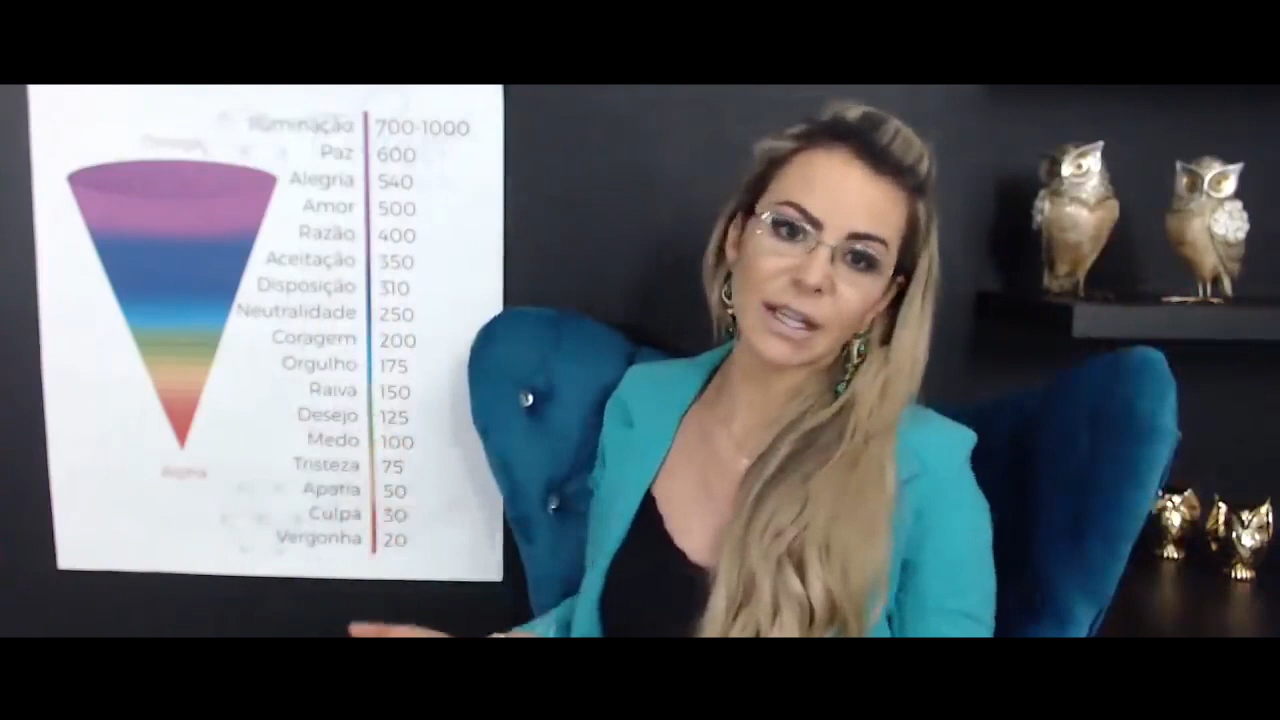 Iluminação 700-1000
Paz 600
Alegria 540
Amor 500
Razão 400
Aceitação 350
Disposição 310
Neutralidade 250
Coragem 200
Orgulho 175
Raiva 150
Desejo 125
Medo 100
Tristeza 75
Apatia 50
Culpa 30
Vergonha 20